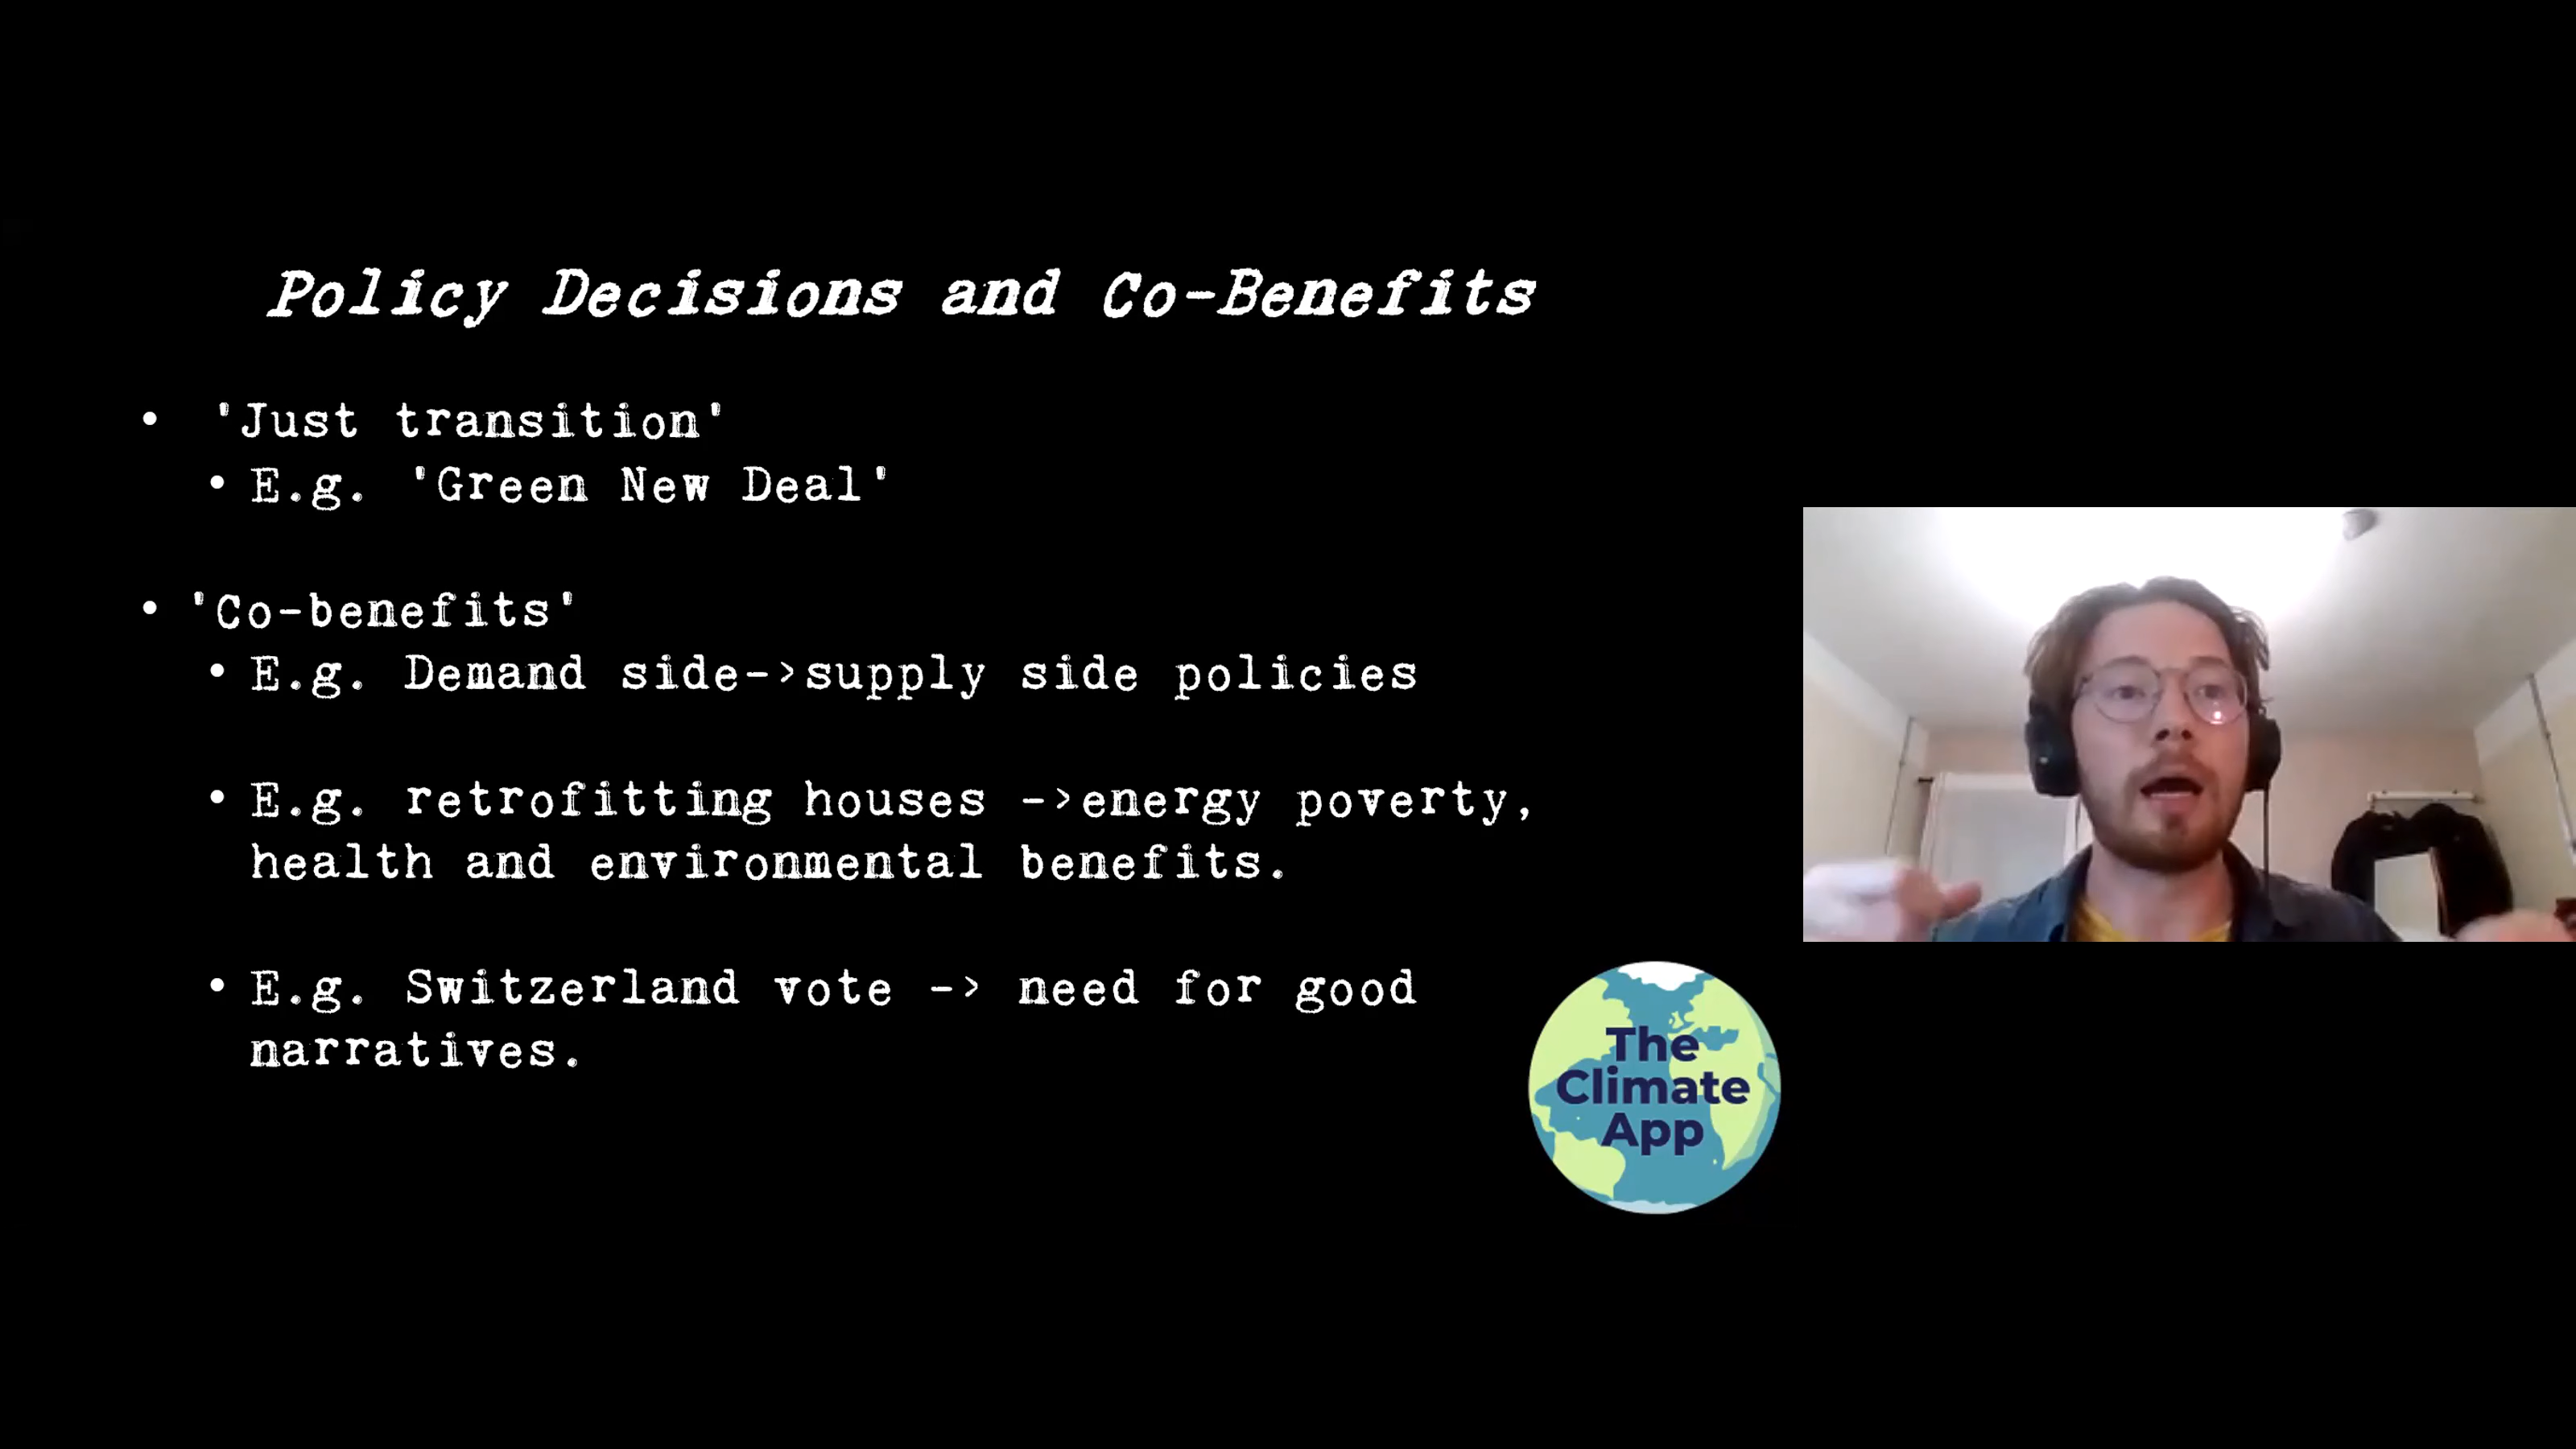 Policy Decisions and Co-Benefits
• 'Just transition'
• E.g. 'Green New Deal'
• 'Co-benefits'
• E.g. Demand side->supply side policies
• E.g. retrofitting houses ->energy poverty,
health and environmental benefits.
• E.g. Switzerland vote -> need for good
narratives.
The
Climate
App